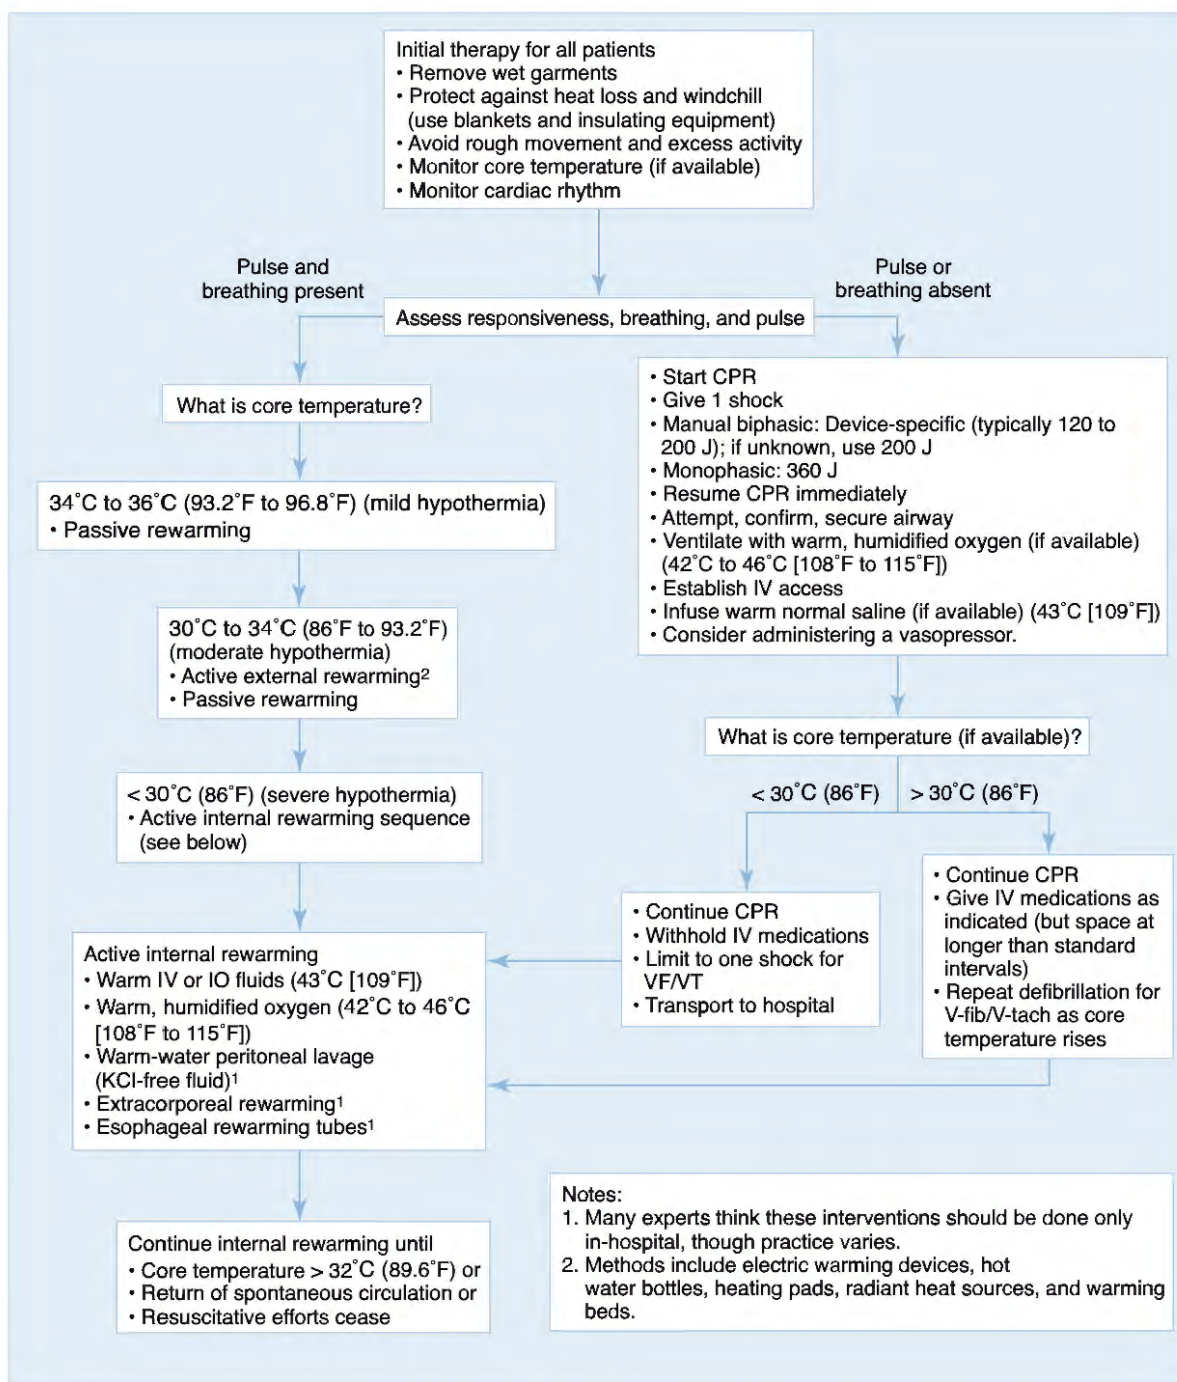 Initial therapy for all patients
• Remove wet garments
• Protect against heat loss and windchill
(use blankets and insulating equipment)
• Avoid rough movement and excess activity
• Monitor core temperature (if available)
• Monitor cardiac rhythm
Pulse and
breathing present
Pulse or
breathing absent
Assess responsiveness, breathing, and pulse
What is core temperature?
34˚C to 36˚C (93.2˚F to 96.8˚F) (mild hypothermia)
• Passive rewarming
30˚C to 34˚C (86˚F to 93.2˚F)
(moderate hypothermia)
• Active external rewarming2
• Passive rewarming
< 30˚C (86˚F) (severe hypothermia)
• Active internal rewarming sequence
(see below)
• Start CPR
• Give 1 shock
• Manual biphasic: Device-specific (typically 120 to
200 J); if unknown, use 200 J
• Monophasic: 360 J
• Resume CPR immediately
• Attempt, confirm, secure airway
• Ventilate with warm, humidified oxygen (if available)
(42˚C to 46˚C [108˚F to 115˚F])
• Establish IV access
• Infuse warm normal saline (if available) (43˚C [109˚F])
• Consider administering a vasopressor.
What is core temperature (if available)?
< 30˚C (86˚F)
> 30˚C (86˚F)
• Continue CPR
• Withhold IV medications
• Limit to one shock for
VF/VT
• Transport to hospital
• Continue CPR
• Give IV medications as
indicated (but space at
longer than standard
intervals)
• Repeat defibrillation for
V-fib/V-tach as core
temperature rises
Active internal rewarming
• Warm IV or IO fluids (43˚C [109˚F])
• Warm, humidified oxygen (42˚C to 46˚C
[108˚F to 115˚F])
• Warm-water peritoneal lavage
(KCl-free fluid)1
• Extracorporeal rewarming1
• Esophageal rewarming tubes1
Continue internal rewarming until
• Core temperature > 32˚C (89.6˚F) or
• Return of spontaneous circulation or
• Resuscitative efforts cease
Notes:
1. Many experts think these interventions should be done only
in-hospital, though practice varies.
2. Methods include electric warming devices, hot
water bottles, heating pads, radiant heat sources, and warming
beds.